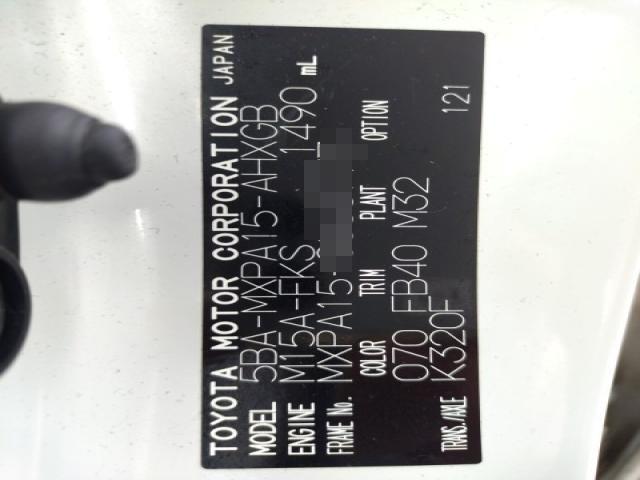 TOYOTA MOTOR CORPORATION JAPAN
MODEL 5BA-MXPA15-AHXGB
ENGINE M15A-FKS 1490 mL
FRAME No. MXPA15-
COLOR TRIM PLANT OPTION
070 FB40 M32
TRANS./AXLE K320F 121